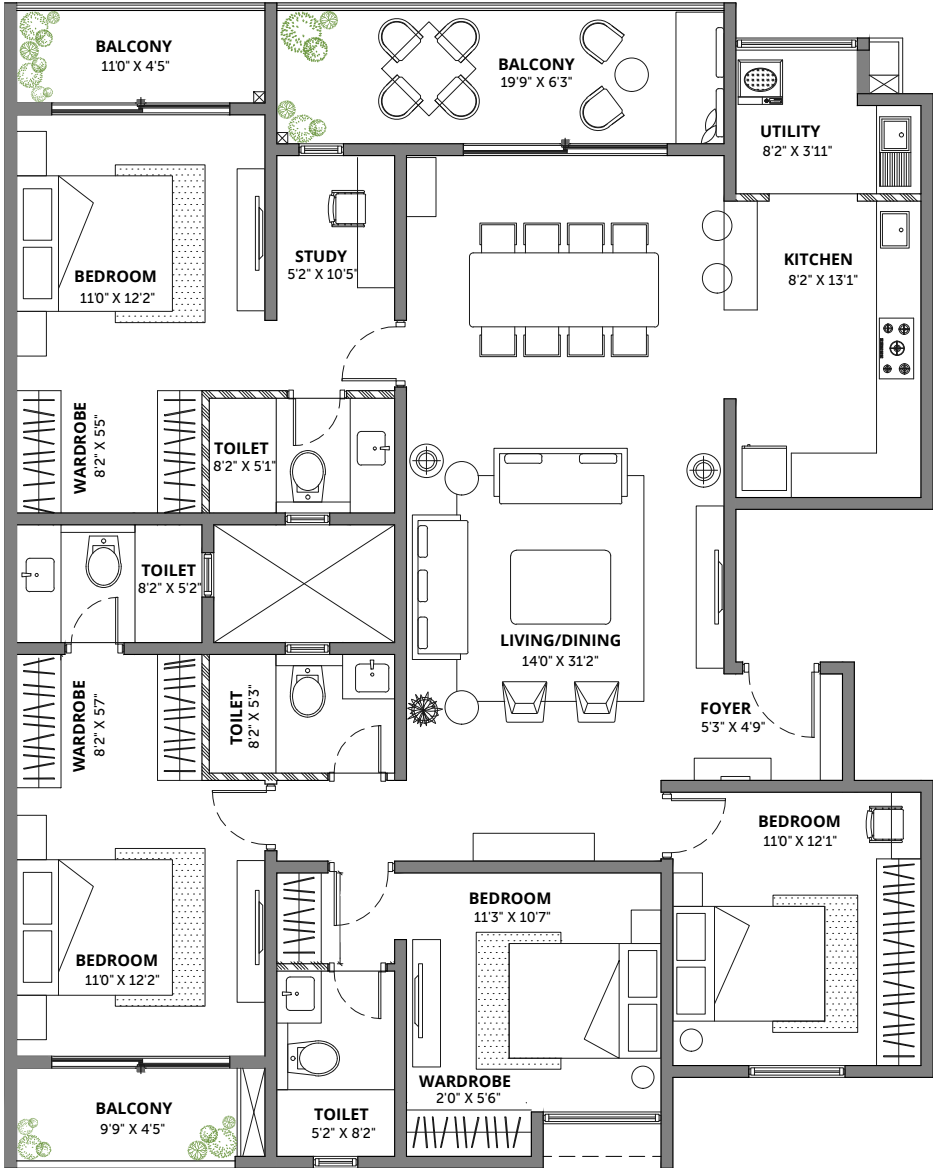 BALCONY
11'0" X 4'5"
BALCONY
19'9" X 6'3"
UTILITY
8'2" X 3'11"
BEDROOM
11'0" X 12'2"
STUDY
5'2" X 10'5"
KITCHEN
8'2" X 13'1"
WARDROBE
8'2" X 5'5"
TOILET
8'2" X 5'1"
TOILET
8'2" X 5'2"
LIVING/DINING
14'0" X 31'2"
WARDROBE
8'2" X 5'7"
TOILET
8'2" X 5'3"
FOYER
5'3" X 4'9"
BEDROOM
11'0" X 12'1"
BEDROOM
11'3" X 10'7"
BEDROOM
11'0" X 12'2"
WARDROBE
2'0" X 5'6"
BALCONY
9'9" X 4'5"
TOILET
5'2" X 8'2"